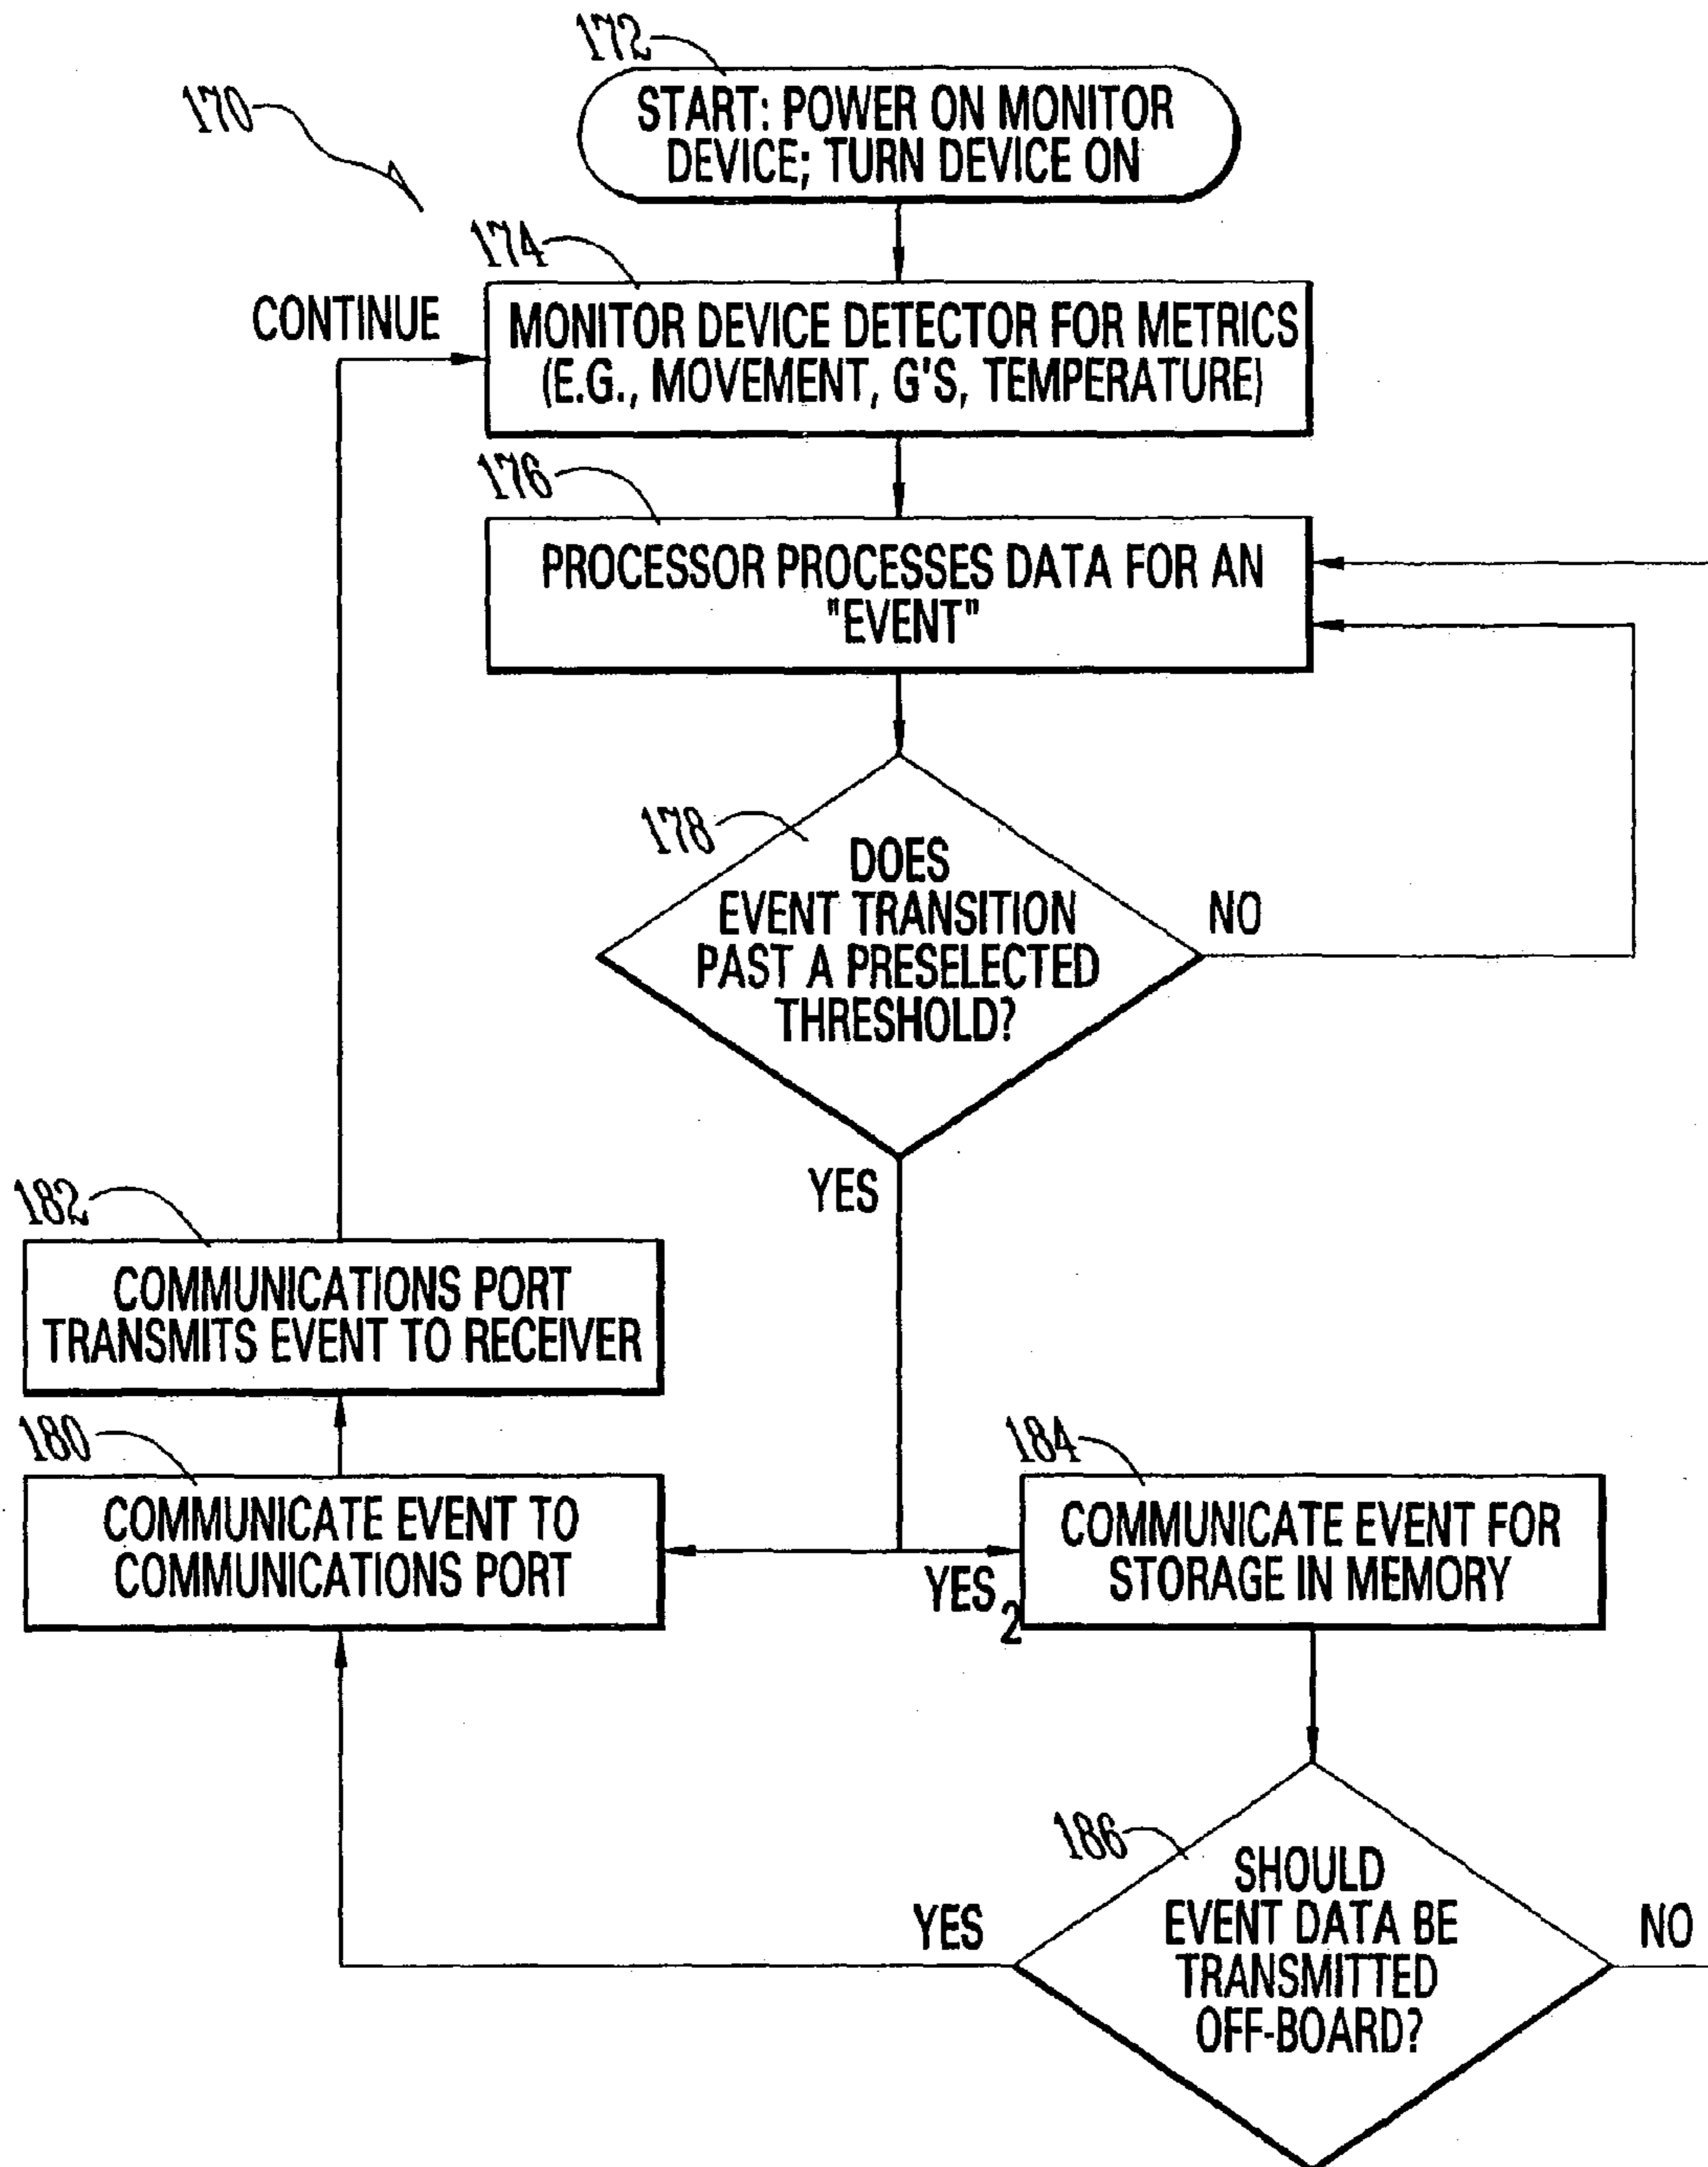 172
170
START: POWER ON MONITOR
DEVICE; TURN DEVICE ON
174
CONTINUE
MONITOR DEVICE DETECTOR FOR METRICS
(E.G., MOVEMENT, G'S, TEMPERATURE)
176
PROCESSOR PROCESSES DATA FOR AN
"EVENT"
178
DOES
EVENT TRANSITION
PAST A PRESELECTED
THRESHOLD?
NO
YES
182
COMMUNICATIONS PORT
TRANSMITS EVENT TO RECEIVER
180
COMMUNICATE EVENT TO
COMMUNICATIONS PORT
184
COMMUNICATE EVENT FOR
STORAGE IN MEMORY
YES2
186
SHOULD
EVENT DATA BE
TRANSMITTED
OFF-BOARD?
YES
NO